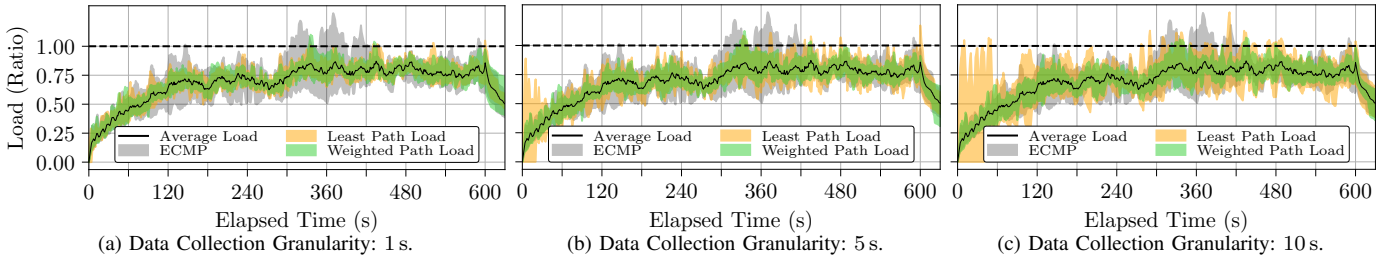 Load (Ratio)
1.00
0.75
0.50
0.25
0.00
Average Load
ECMP
Least Path Load
Weighted Path Load
0 120 240 360 480 600
Elapsed Time (s)
(a) Data Collection Granularity: 1 s.
Average Load
ECMP
Least Path Load
Weighted Path Load
0 120 240 360 480 600
Elapsed Time (s)
(b) Data Collection Granularity: 5 s.
Average Load
ECMP
Least Path Load
Weighted Path Load
0 120 240 360 480 600
Elapsed Time (s)
(c) Data Collection Granularity: 10 s.